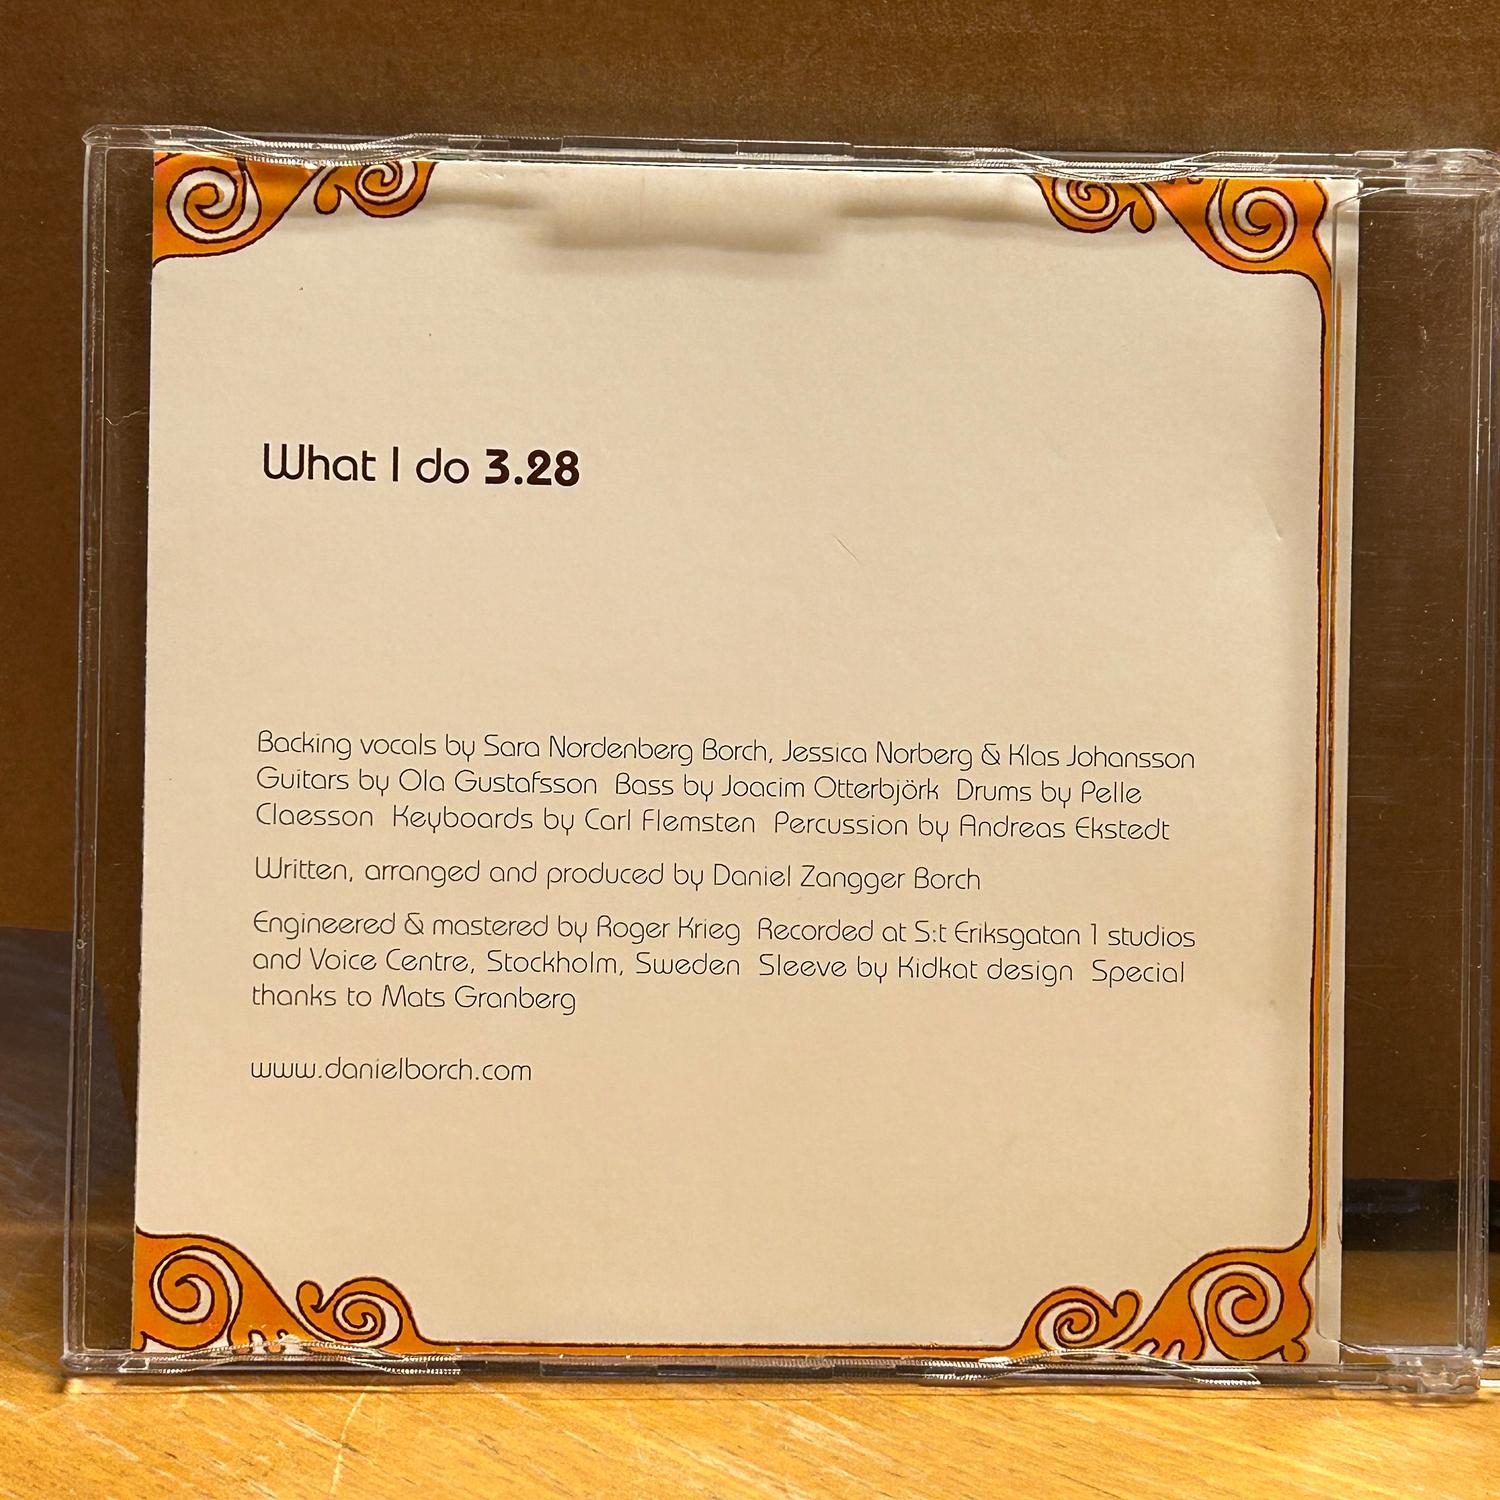 What I do 3.28
Backing vocals by Sara Nordenberg Borch, Jessica Norberg & Klas Johansson
Guitars by Ola Gustafsson Bass by Joacim Otterbjörk Drums by Pelle
Claesson Keyboards by Carl Flemsten Percussion by Andreas Ekstedt
Written, arranged and produced by Daniel Zangger Borch
Engineered & mastered by Roger Krieg Recorded at S:t Eriksgatan 1 studios
and Voice Centre, Stockholm, Sweden Sleeve by Kidkat design Special
thanks to Mats Granberg
www.danielborch.com